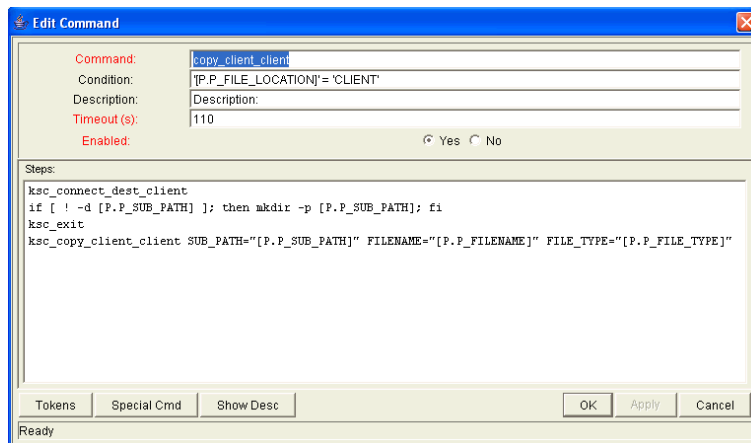 Edit Command
Command: copy_client_client
Condition: '[P.P_FILE_LOCATION]' = 'CLIENT'
Description: Description:
Timeout (s): 110
Enabled: Yes No
Steps:
ksc_connect_dest_client
if [ ! -d [P.P_SUB_PATH] ]; then mkdir -p [P.P_SUB_PATH]; fi
ksc_exit
ksc_copy_client_client SUB_PATH="[P.P_SUB_PATH]" FILENAME="[P.P_FILENAME]" FILE_TYPE="[P.P_FILE_TYPE]"
Tokens Special Cmd Show Desc OK Apply Cancel
Ready